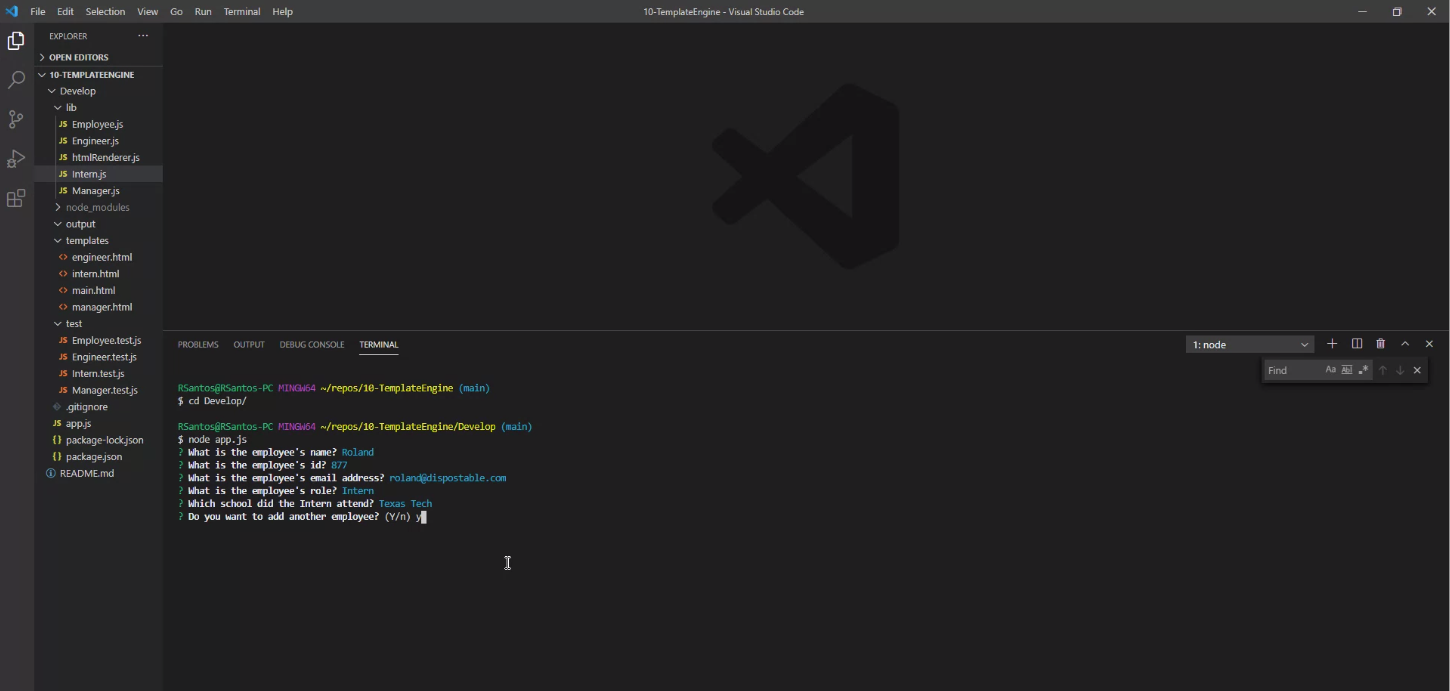 File Edit Selection View Go Run Terminal Help
10-TemplateEngine - Visual Studio Code
EXPLORER
OPEN EDITORS
10-TEMPLATEENGINE
Develop
lib
JS Employee.js
JS Engineer.js
JS htmlRenderer.js
JS Intern.js
JS Manager.js
node_modules
output
templates
<> engineer.html
<> intern.html
<> main.html
<> manager.html
test
JS Employee.test.js
JS Engineer.test.js
JS Intern.test.js
JS Manager.test.js
.gitignore
JS app.js
{} package-lock.json
{} package.json
README.md
PROBLEMS OUTPUT DEBUG CONSOLE TERMINAL
1: node
Find Aa Abl .*
RSantos@RSantos-PC MINGW64 ~/repos/10-TemplateEngine (main)
$ cd Develop/
RSantos@RSantos-PC MINGW64 ~/repos/10-TemplateEngine/Develop (main)
$ node app.js
? What is the employee's name? Roland
? What is the employee's id? 877
? What is the employee's email address? roland@dispostable.com
? What is the employee's role? Intern
? Which school did the Intern attend? Texas Tech
? Do you want to add another employee? (Y/n) y